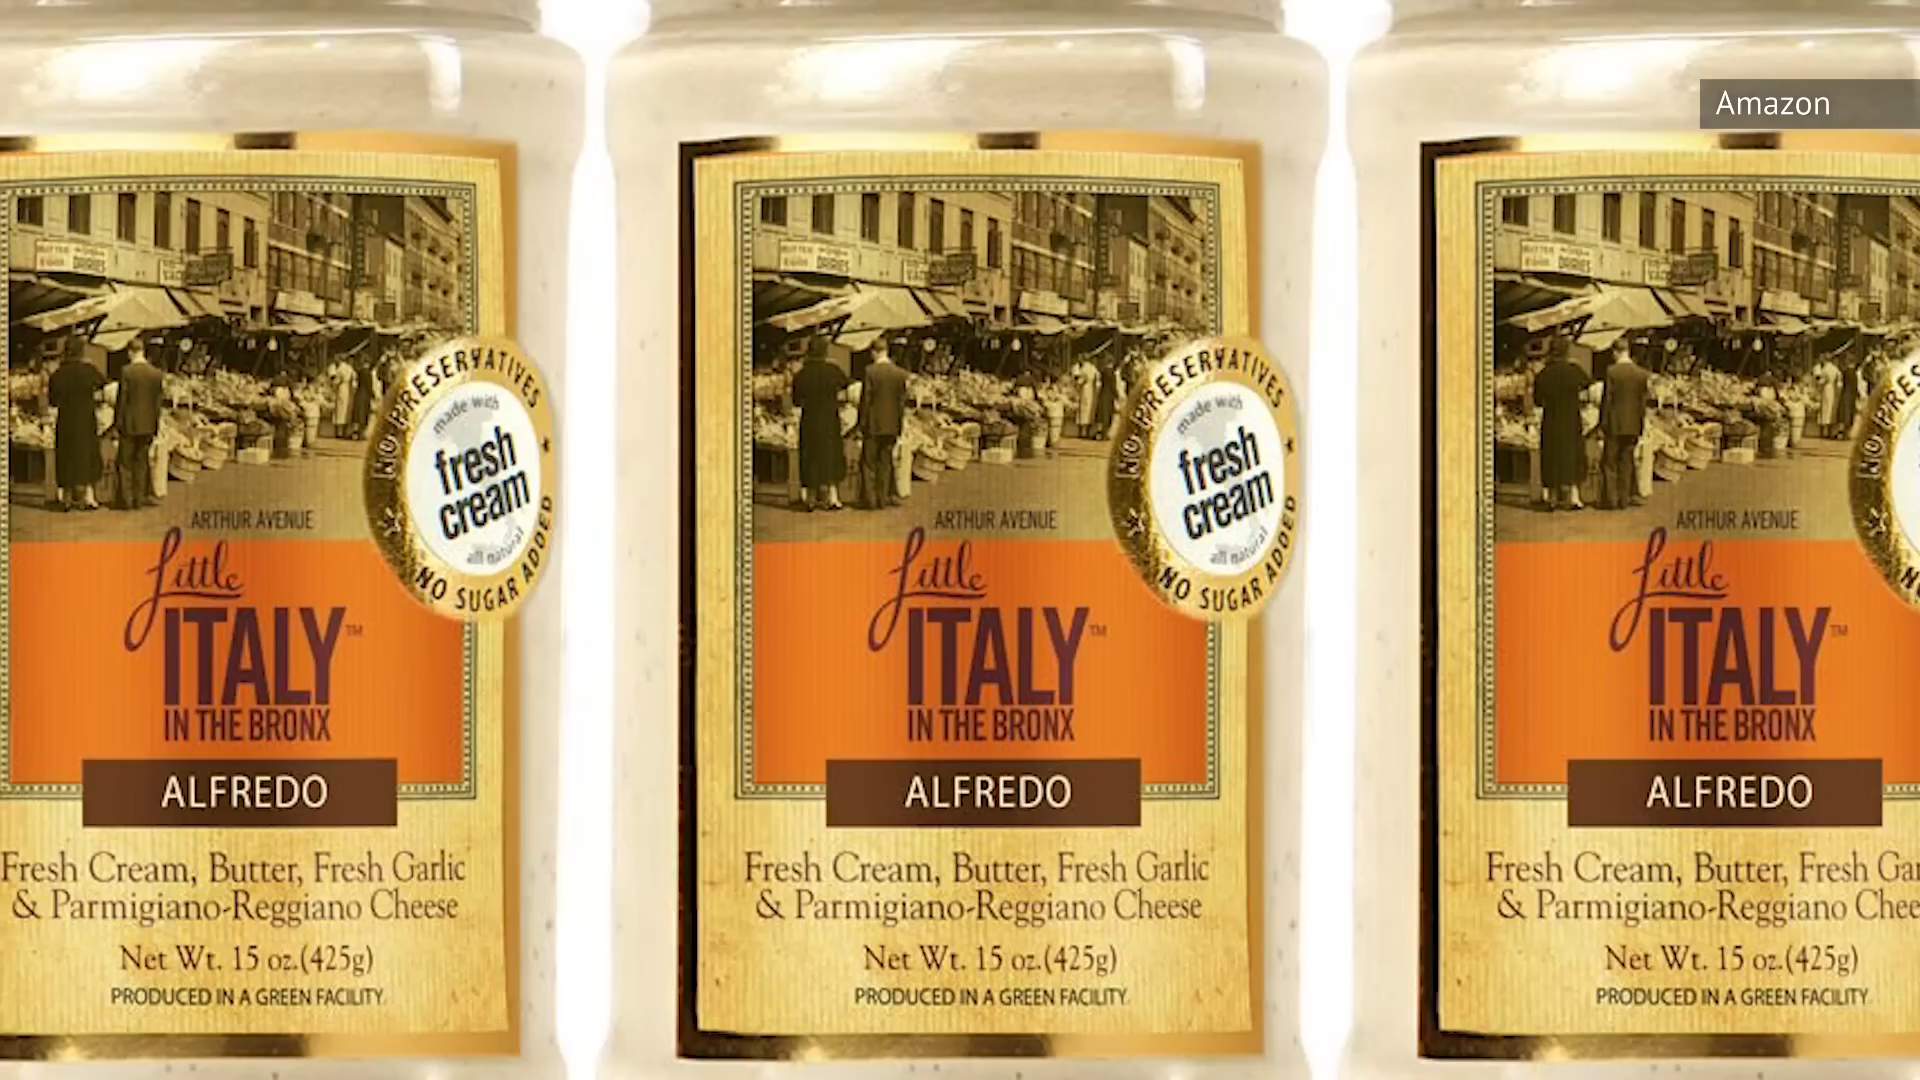 Amazon
NO PRESERVATIVES
made with
fresh
cream
all natural
NO SUGAR ADDED
ARTHUR AVENUE
Little
ITALY™
IN THE BRONX
ALFREDO
Fresh Cream, Butter, Fresh Garlic
& Parmigiano-Reggiano Cheese
Net Wt. 15 oz.(425g)
PRODUCED IN A GREEN FACILITY
NO PRESERVATIVES
made with
fresh
cream
all natural
NO SUGAR ADDED
ARTHUR AVENUE
Little
ITALY™
IN THE BRONX
ALFREDO
Fresh Cream, Butter, Fresh Garlic
& Parmigiano-Reggiano Cheese
Net Wt. 15 oz.(425g)
PRODUCED IN A GREEN FACILITY
NO PRES
ARTHUR AVENUE
Little
ITALY™
IN THE BRONX
ALFREDO
Fresh Cream, Butter, Fresh Gar
& Parmigiano-Reggiano Chee
Net Wt. 15 oz.(425g)
PRODUCED IN A GREEN FACILITY